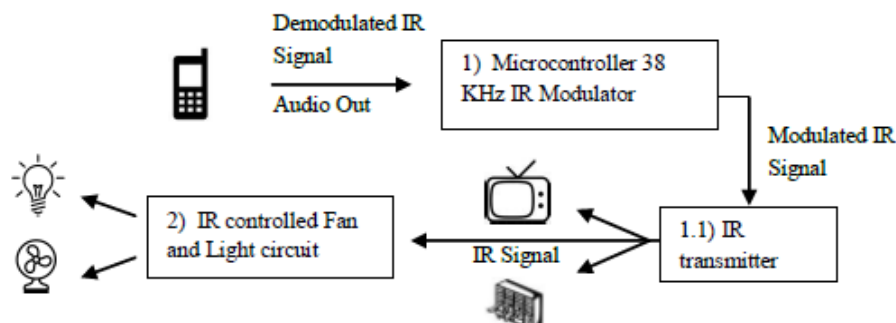 Demodulated IR
Signal
Audio Out
1) Microcontroller 38
KHz IR Modulator
Modulated IR
Signal
2) IR controlled Fan
and Light circuit
IR Signal
1.1) IR
transmitter